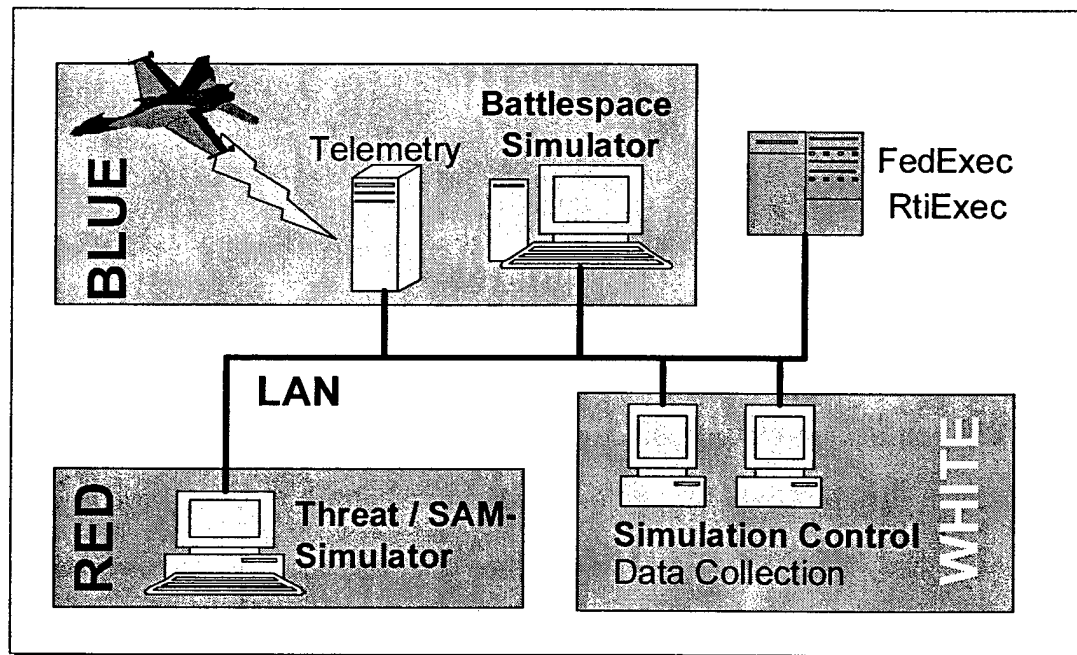 BLUE
Telemetry
Battlespace
Simulator
FedExec
RtiExec
LAN
RED
Threat / SAM-
Simulator
Simulation Control
Data Collection
WHITE